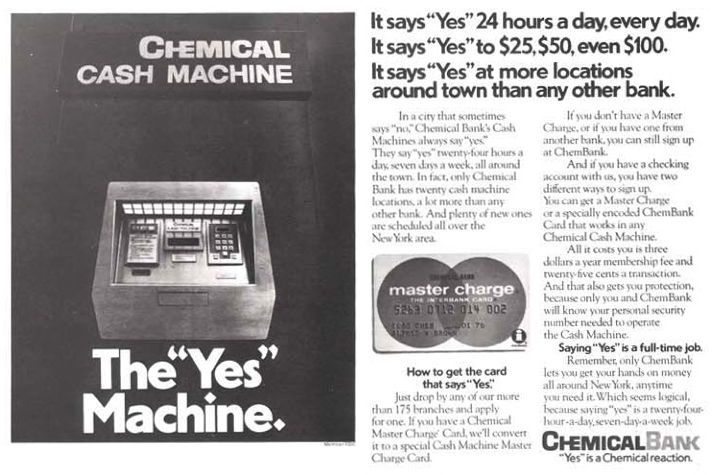 CHEMICAL
CASH MACHINE
The "Yes"
Machine.
It says "Yes" 24 hours a day, every day.
It says "Yes" to $25, $50, even $100.
It says "Yes" at more locations
around town than any other bank.
In a city that sometimes
says "no," Chemical Bank's Cash
Machines always say "yes."
They say "yes" twenty-four hours a
day, seven days a week, all around
the town. In fact, only Chemical
Bank has twenty cash machine
locations, a lot more than any
other bank. And plenty of new ones
are scheduled all over the
New York area.
CHEMICAL BANK
master charge
THE INTERBANK CARD
5263 0712 014 002
01 76
How to get the card
that says "Yes."
Just drop by any of our more
than 175 branches and apply
for one. If you have a Chemical
Master Charge Card, we'll convert
it to a special Cash Machine Master
Charge Card.
If you don't have a Master
Charge, or if you have one from
another bank, you can still sign up
at ChemBank.
And if you have a checking
account with us, you have two
different ways to sign up.
You can get a Master Charge
or a specially encoded ChemBank
Card that works in any
Chemical Cash Machine.
All it costs you is three
dollars a year membership fee and
twenty-five cents a transaction.
And that also gets you protection,
because only you and ChemBank
will know your personal security
number needed to operate
the Cash Machine.
Saying "Yes" is a full-time job.
Remember, only ChemBank
lets you get your hands on money
all around New York, anytime
you need it. Which seems logical,
because saying "yes" is a twenty-four-
hour-a-day, seven-day-a-week job.
CHEMICALBANK
"Yes" is a Chemical reaction.